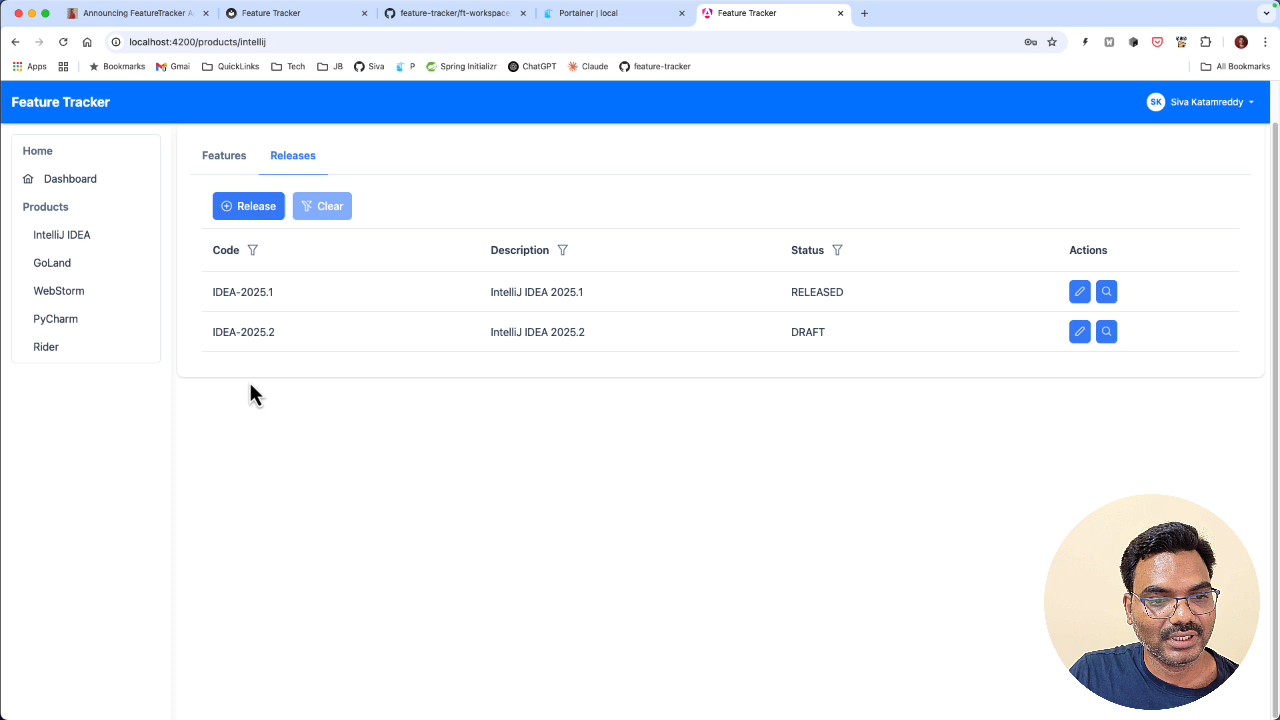 Announcing FeatureTracker A
Feature Tracker
feature-tracker/ft-workspace
Portainer | local
Feature Tracker
localhost:4200/products/intellij
Apps
Bookmarks
Gmai
QuickLinks
Tech
JB
Siva
P
Spring Initializr
ChatGPT
Claude
feature-tracker
All Bookmarks
Feature Tracker
SK Siva Katamreddy
Home
Dashboard
Products
IntelliJ IDEA
GoLand
WebStorm
PyCharm
Rider
Features Releases
Release Clear
Code Description Status Actions
IDEA-2025.1 IntelliJ IDEA 2025.1 RELEASED
IDEA-2025.2 IntelliJ IDEA 2025.2 DRAFT